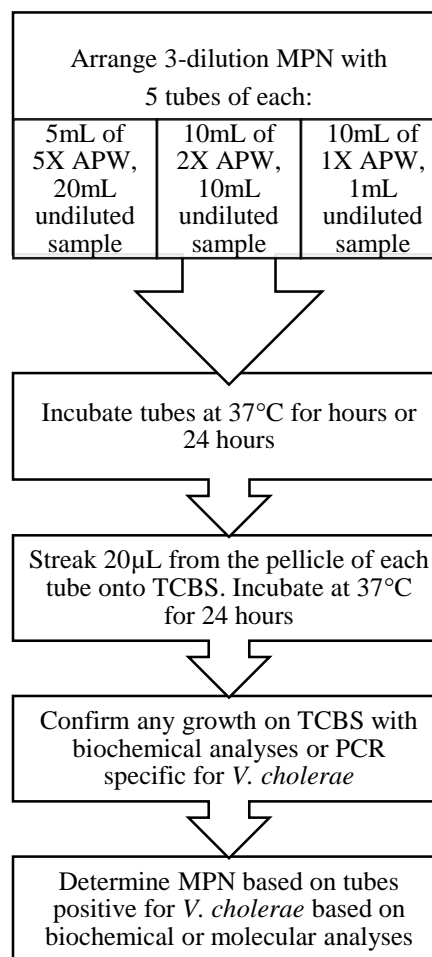 Arrange 3-dilution MPN with
5 tubes of each:
5mL of
5X APW,
20mL
undiluted
sample
10mL of
2X APW,
10mL
undiluted
sample
10mL of
1X APW,
1mL
undiluted
sample
Incubate tubes at 37°C for hours or
24 hours
Streak 20µL from the pellicle of each
tube onto TCBS. Incubate at 37°C
for 24 hours
Confirm any growth on TCBS with
biochemical analyses or PCR
specific for V. cholerae
Determine MPN based on tubes
positive for V. cholerae based on
biochemical or molecular analyses